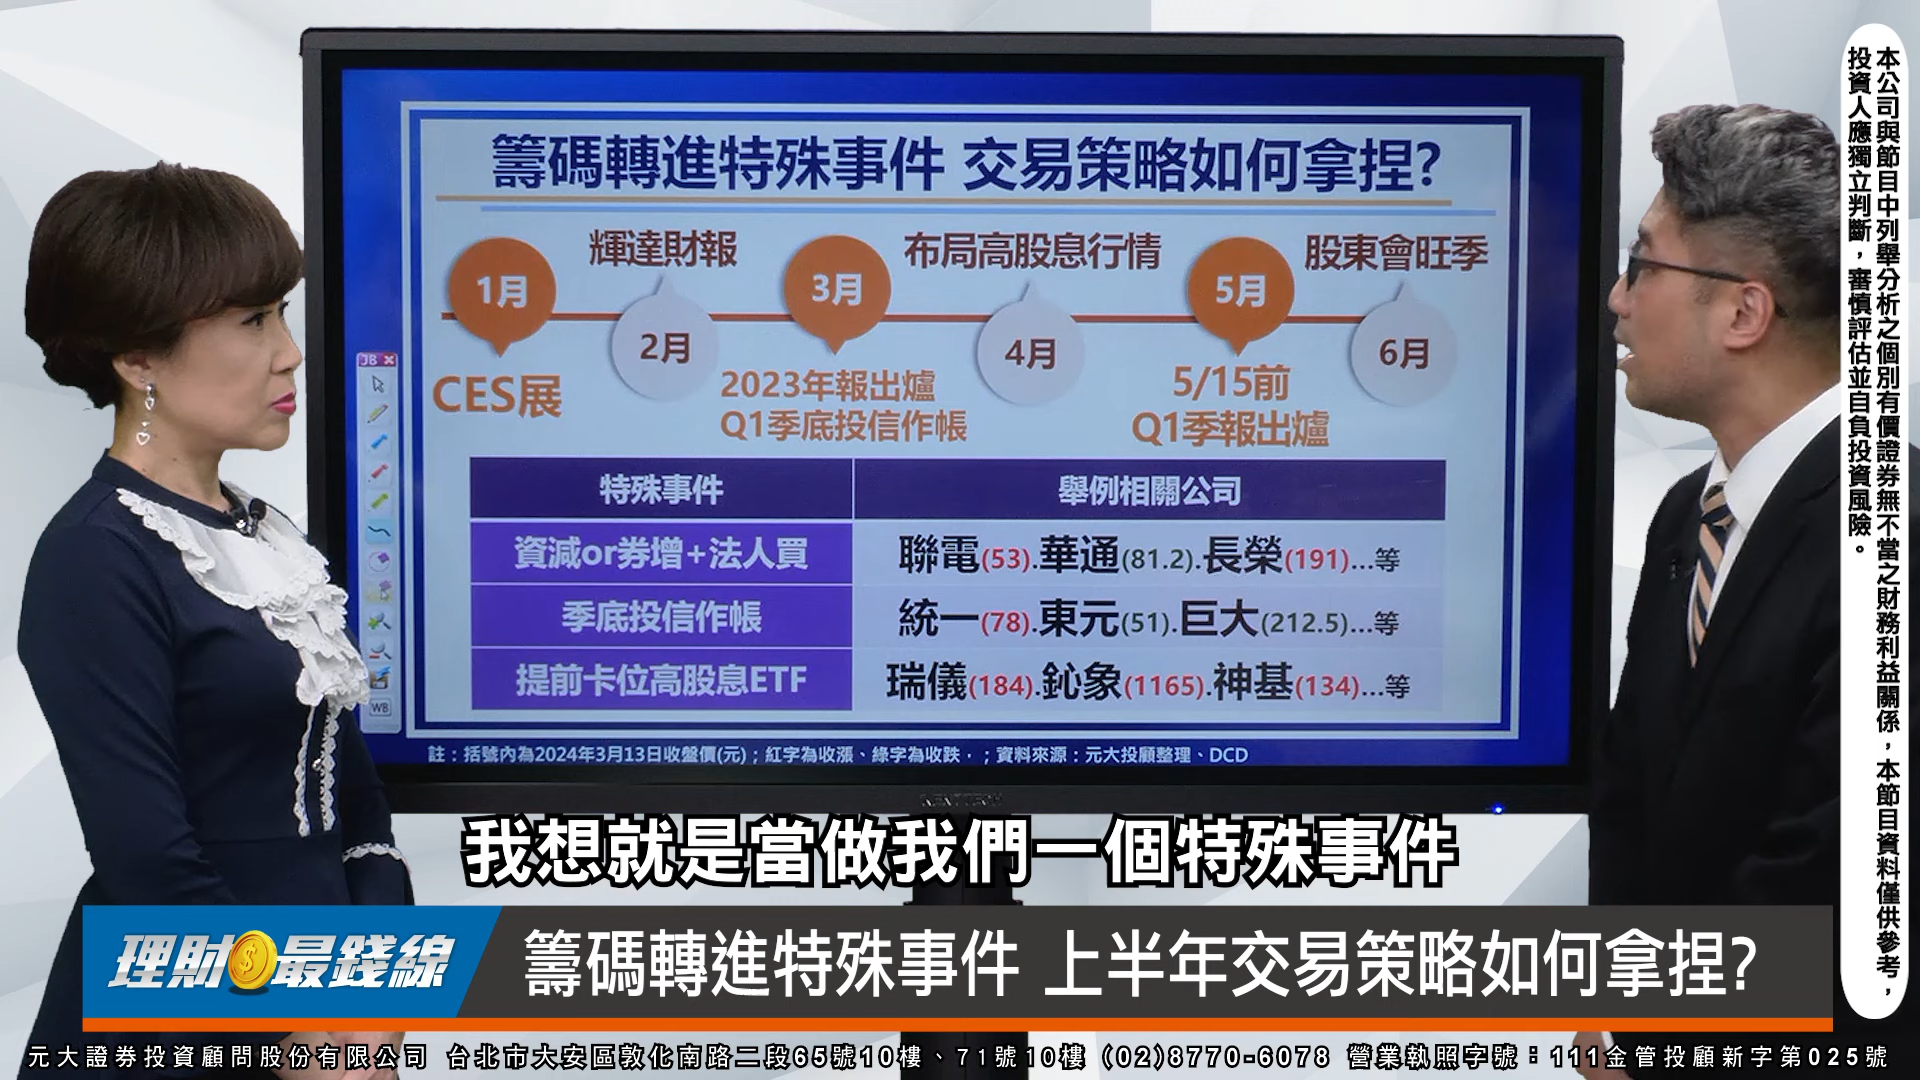 籌碼轉進特殊事件 交易策略如何拿捏?
1月
輝達財報
3月
布局高股息行情
5月
股東會旺季
2月
4月
6月
CES展
2023年報出爐
Q1季底投信作帳
5/15前
Q1季報出爐
特殊事件
舉例相關公司
資減or券增+法人買
聯電(53).華通(81.2).長榮(191)...等
季底投信作帳
統一(78).東元(51).巨大(212.5)...等
提前卡位高股息ETF
瑞儀(184).鈊象(1165).神基(134)...等
JB
WB
註：括號內為2024年3月13日收盤價(元)；紅字為收漲、綠字為收跌．；資料來源：元大投顧整理、DCD
本公司與節目中列舉分析之個別有價證券無不當之財務利益關係，本節目資料僅供參考，
投資人應獨立判斷，審慎評估並自負投資風險。
我想就是當做我們一個特殊事件
理財最錢線
籌碼轉進特殊事件 上半年交易策略如何拿捏?
元大證券投資顧問股份有限公司 台北市大安區敦化南路二段65號10樓、71號10樓 (02)8770-6078 營業執照字號：111金管投顧新字第025號